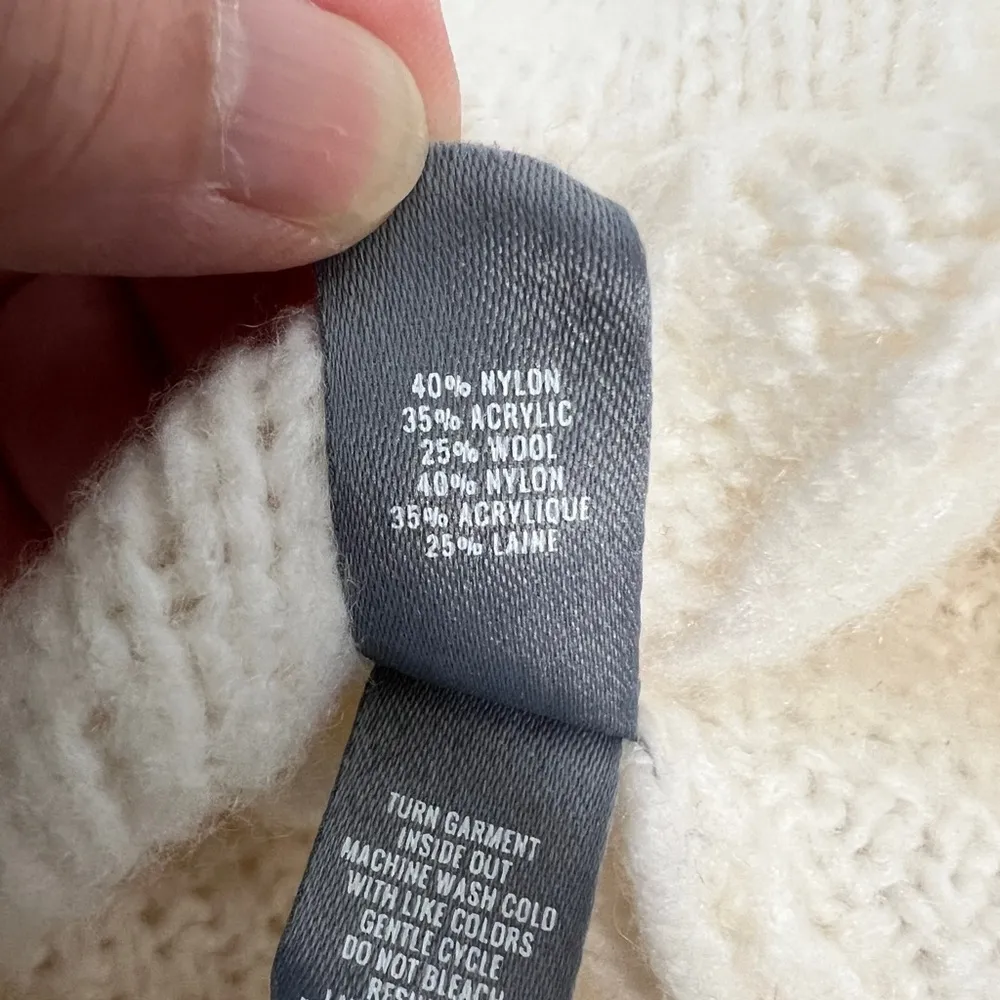 40% NYLON
35% ACRYLIC
25% WOOL
40% NYLON
35% ACRYLIQUE
25% LAINE
TURN GARMENT
INSIDE OUT
MACHINE WASH COLD
WITH LIKE COLORS
GENTLE CYCLE
DO NOT BLEACH